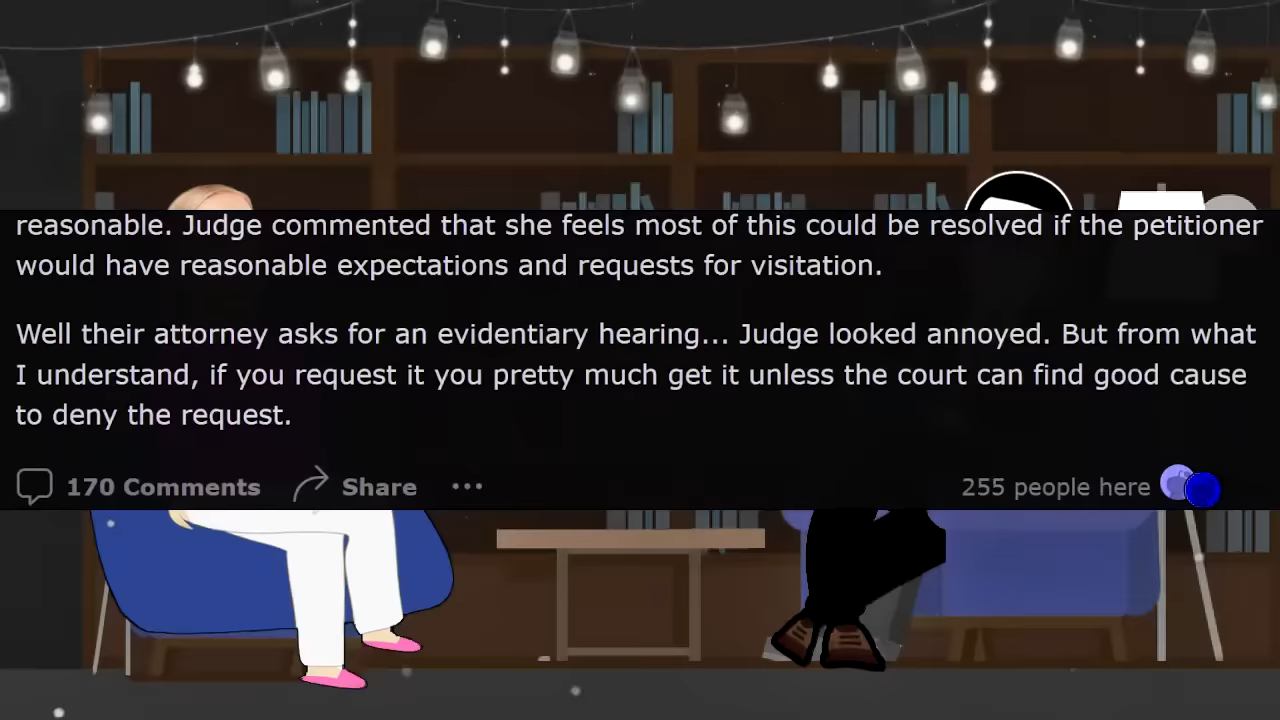 reasonable. Judge commented that she feels most of this could be resolved if the petitioner
would have reasonable expectations and requests for visitation.
Well their attorney asks for an evidentiary hearing... Judge looked annoyed. But from what
I understand, if you request it you pretty much get it unless the court can find good cause
to deny the request.
170 Comments Share ... 255 people here